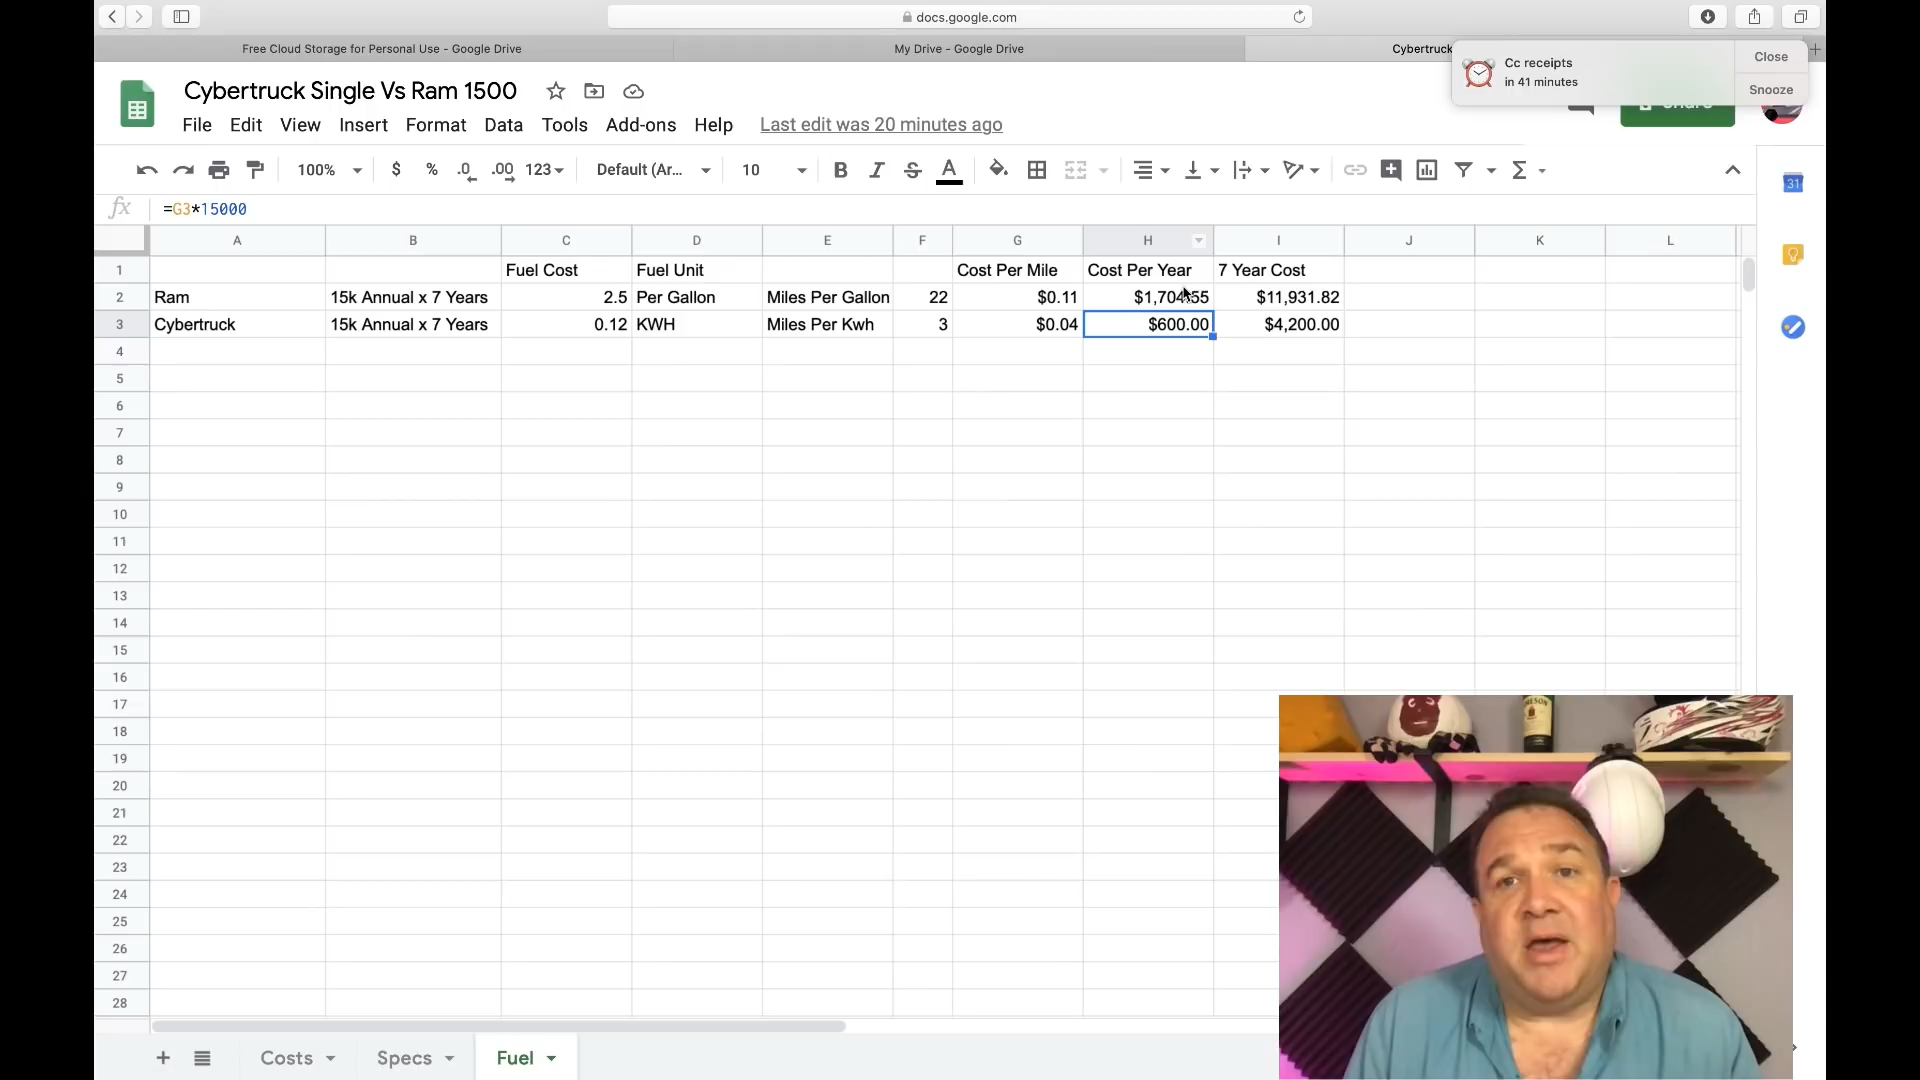 docs.google.com
Free Cloud Storage for Personal Use - Google Drive
My Drive - Google Drive
Cybertruck
Cc receipts
in 41 minutes
Close
Snooze
Cybertruck Single Vs Ram 1500
File Edit View Insert Format Data Tools Add-ons Help Last edit was 20 minutes ago
100% $ % .0 .00 123 Default (Ar... 10 B I S A Σ
31
fx =G3*15000
A B C D E F G H I J K L
1 Fuel Cost Fuel Unit Cost Per Mile Cost Per Year 7 Year Cost
2 Ram 15k Annual x 7 Years 2.5 Per Gallon Miles Per Gallon 22 $0.11 $1,704.55 $11,931.82
3 Cybertruck 15k Annual x 7 Years 0.12 KWH Miles Per Kwh 3 $0.04 $600.00 $4,200.00
4
5
6
7
8
9
10
11
12
13
14
15
16
17
18
19
20
21
22
23
24
25
26
27
28
Costs Specs Fuel